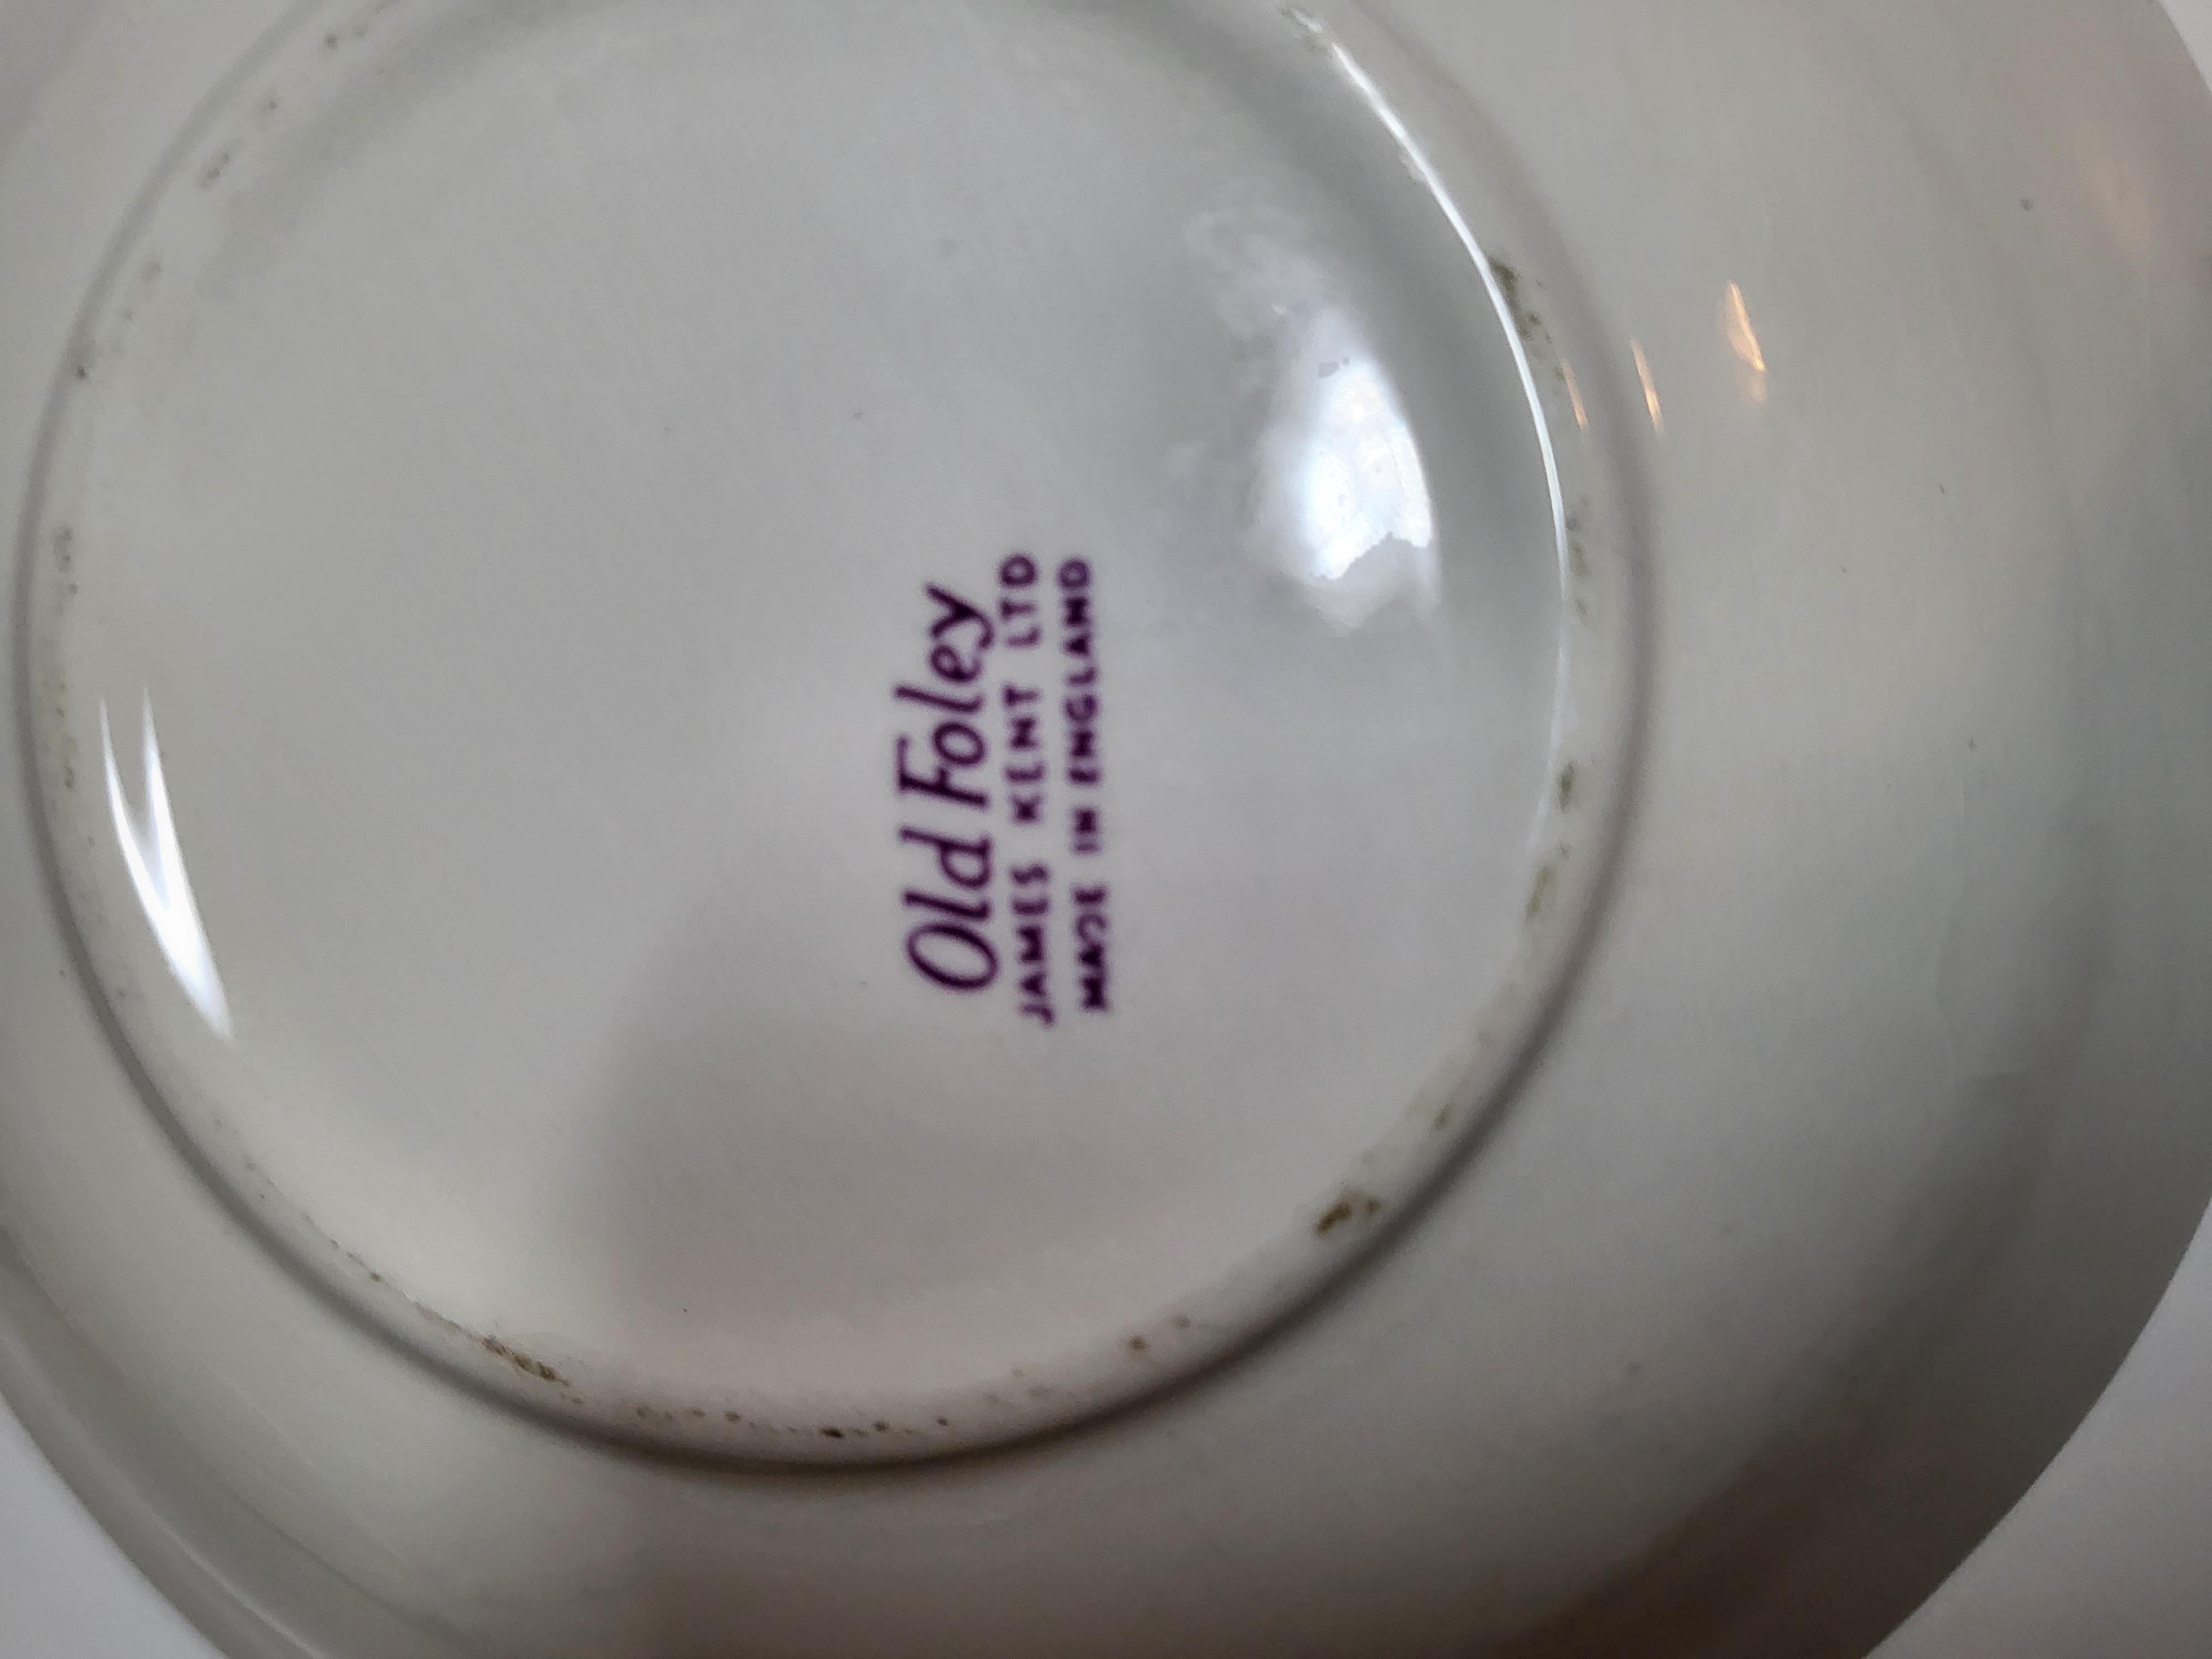 Old Foley
JAMES KENT LTD
MADE IN ENGLAND